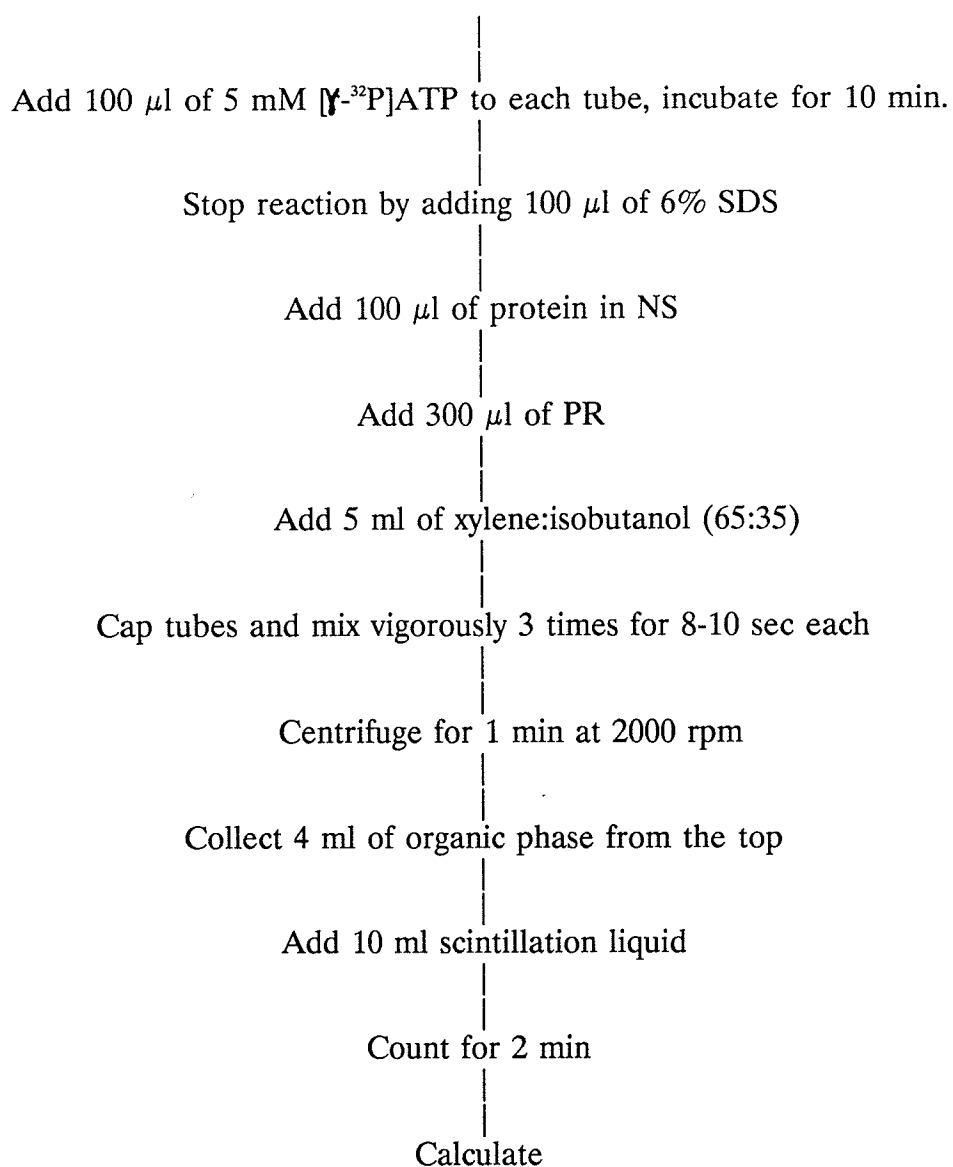 Add 100 μl of 5 mM [γ-³²P]ATP to each tube, incubate for 10 min.
Stop reaction by adding 100 μl of 6% SDS
Add 100 μl of protein in NS
Add 300 μl of PR
Add 5 ml of xylene:isobutanol (65:35)
Cap tubes and mix vigorously 3 times for 8-10 sec each
Centrifuge for 1 min at 2000 rpm
Collect 4 ml of organic phase from the top
Add 10 ml scintillation liquid
Count for 2 min
Calculate